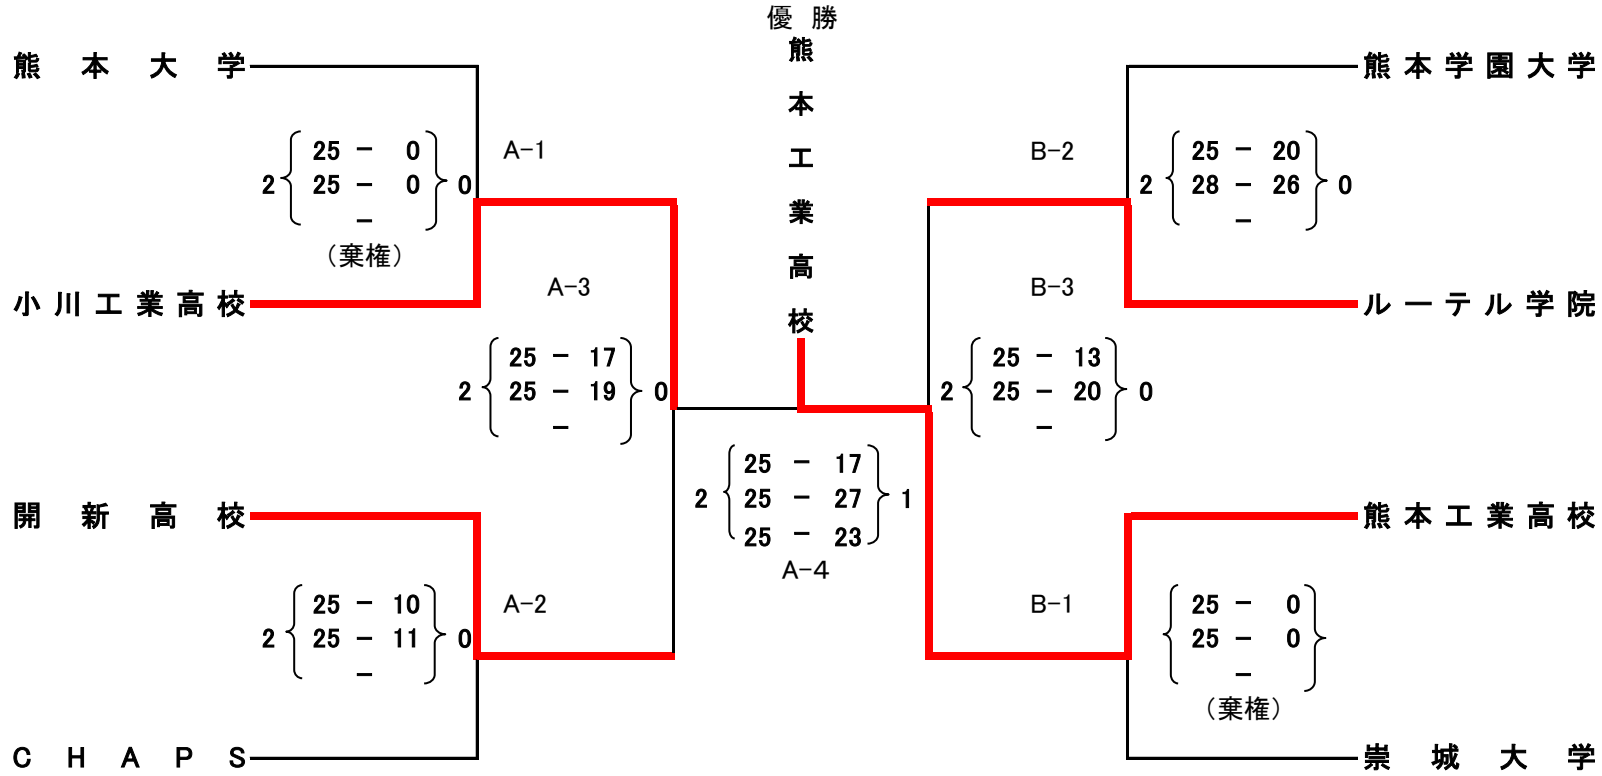 優 勝
熊本工業高校
熊本大学
熊本学園大学
A-1
2 25 - 0 0
25 - 0
-
(棄権)
B-2
2 25 - 20 0
28 - 26
-
小川工業高校
ルーテル学院
A-3
2 25 - 17 0
25 - 19
-
B-3
2 25 - 13 0
25 - 20
-
2 25 - 17 1
25 - 27
25 - 23
A-4
開新高校
熊本工業高校
A-2
2 25 - 10 0
25 - 11
-
B-1
25 - 0
25 - 0
-
(棄権)
CHAPS
崇城大学